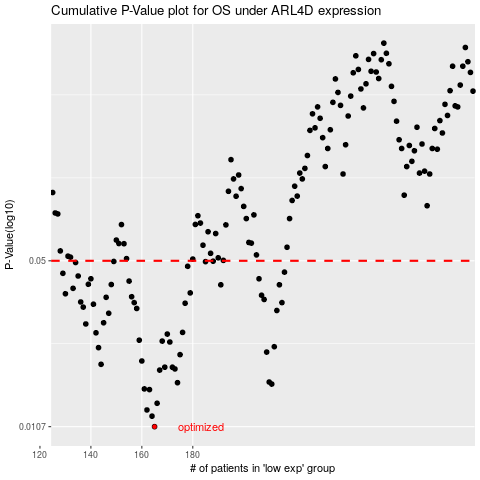 Cumulative P-Value plot for OS under ARL4D expression
P-Value(log10)
0.05
0.0107
optimized
120 140 160 180
# of patients in 'low exp' group